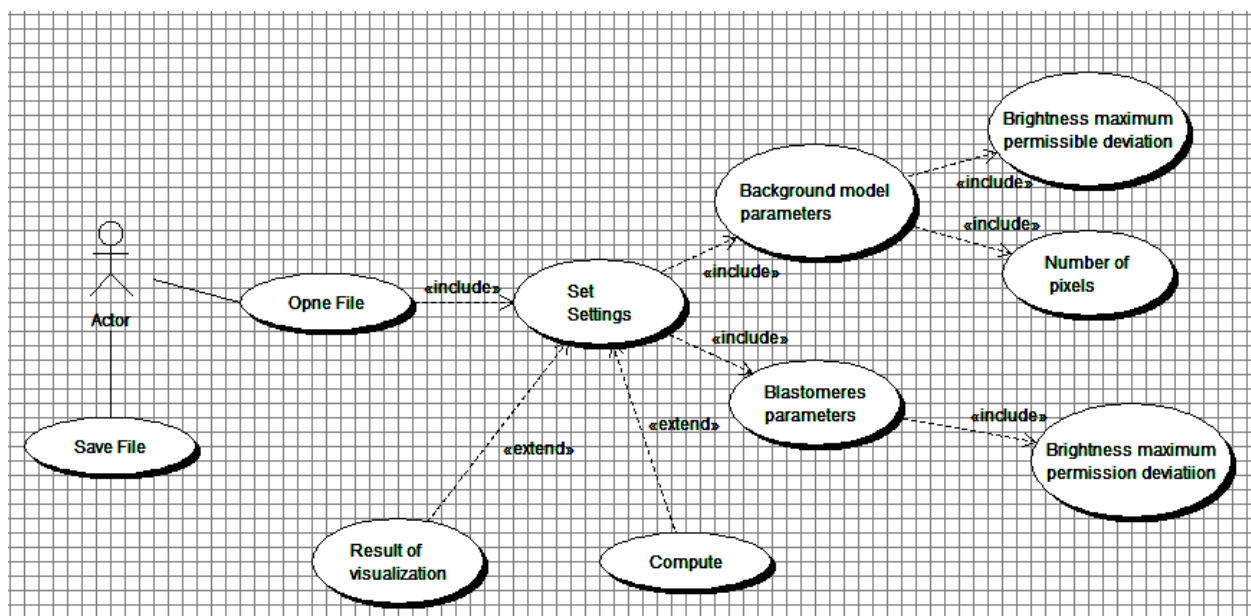 Brightness maximum
permissible deviation
«include»
Background model
parameters
«include»
Number of
pixels
«include»
Actor
Opne File
«include»
Set
Settings
«include»
Blastomeres
parameters
«include»
Brightness maximum
permission deviatiion
Save File
«extend»
«extend»
Result of
visualization
Compute